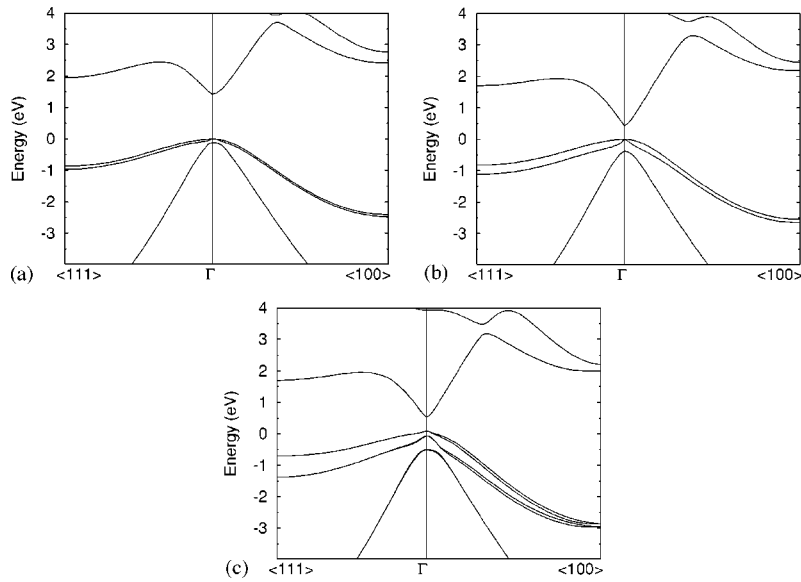 4
3
2
1
0
-1
-2
-3
Energy (eV)
(a)
<111> Γ <100>
4
3
2
1
0
-1
-2
-3
Energy (eV)
(b)
<111> Γ <100>
4
3
2
1
0
-1
-2
-3
Energy (eV)
(c)
<111> Γ <100>